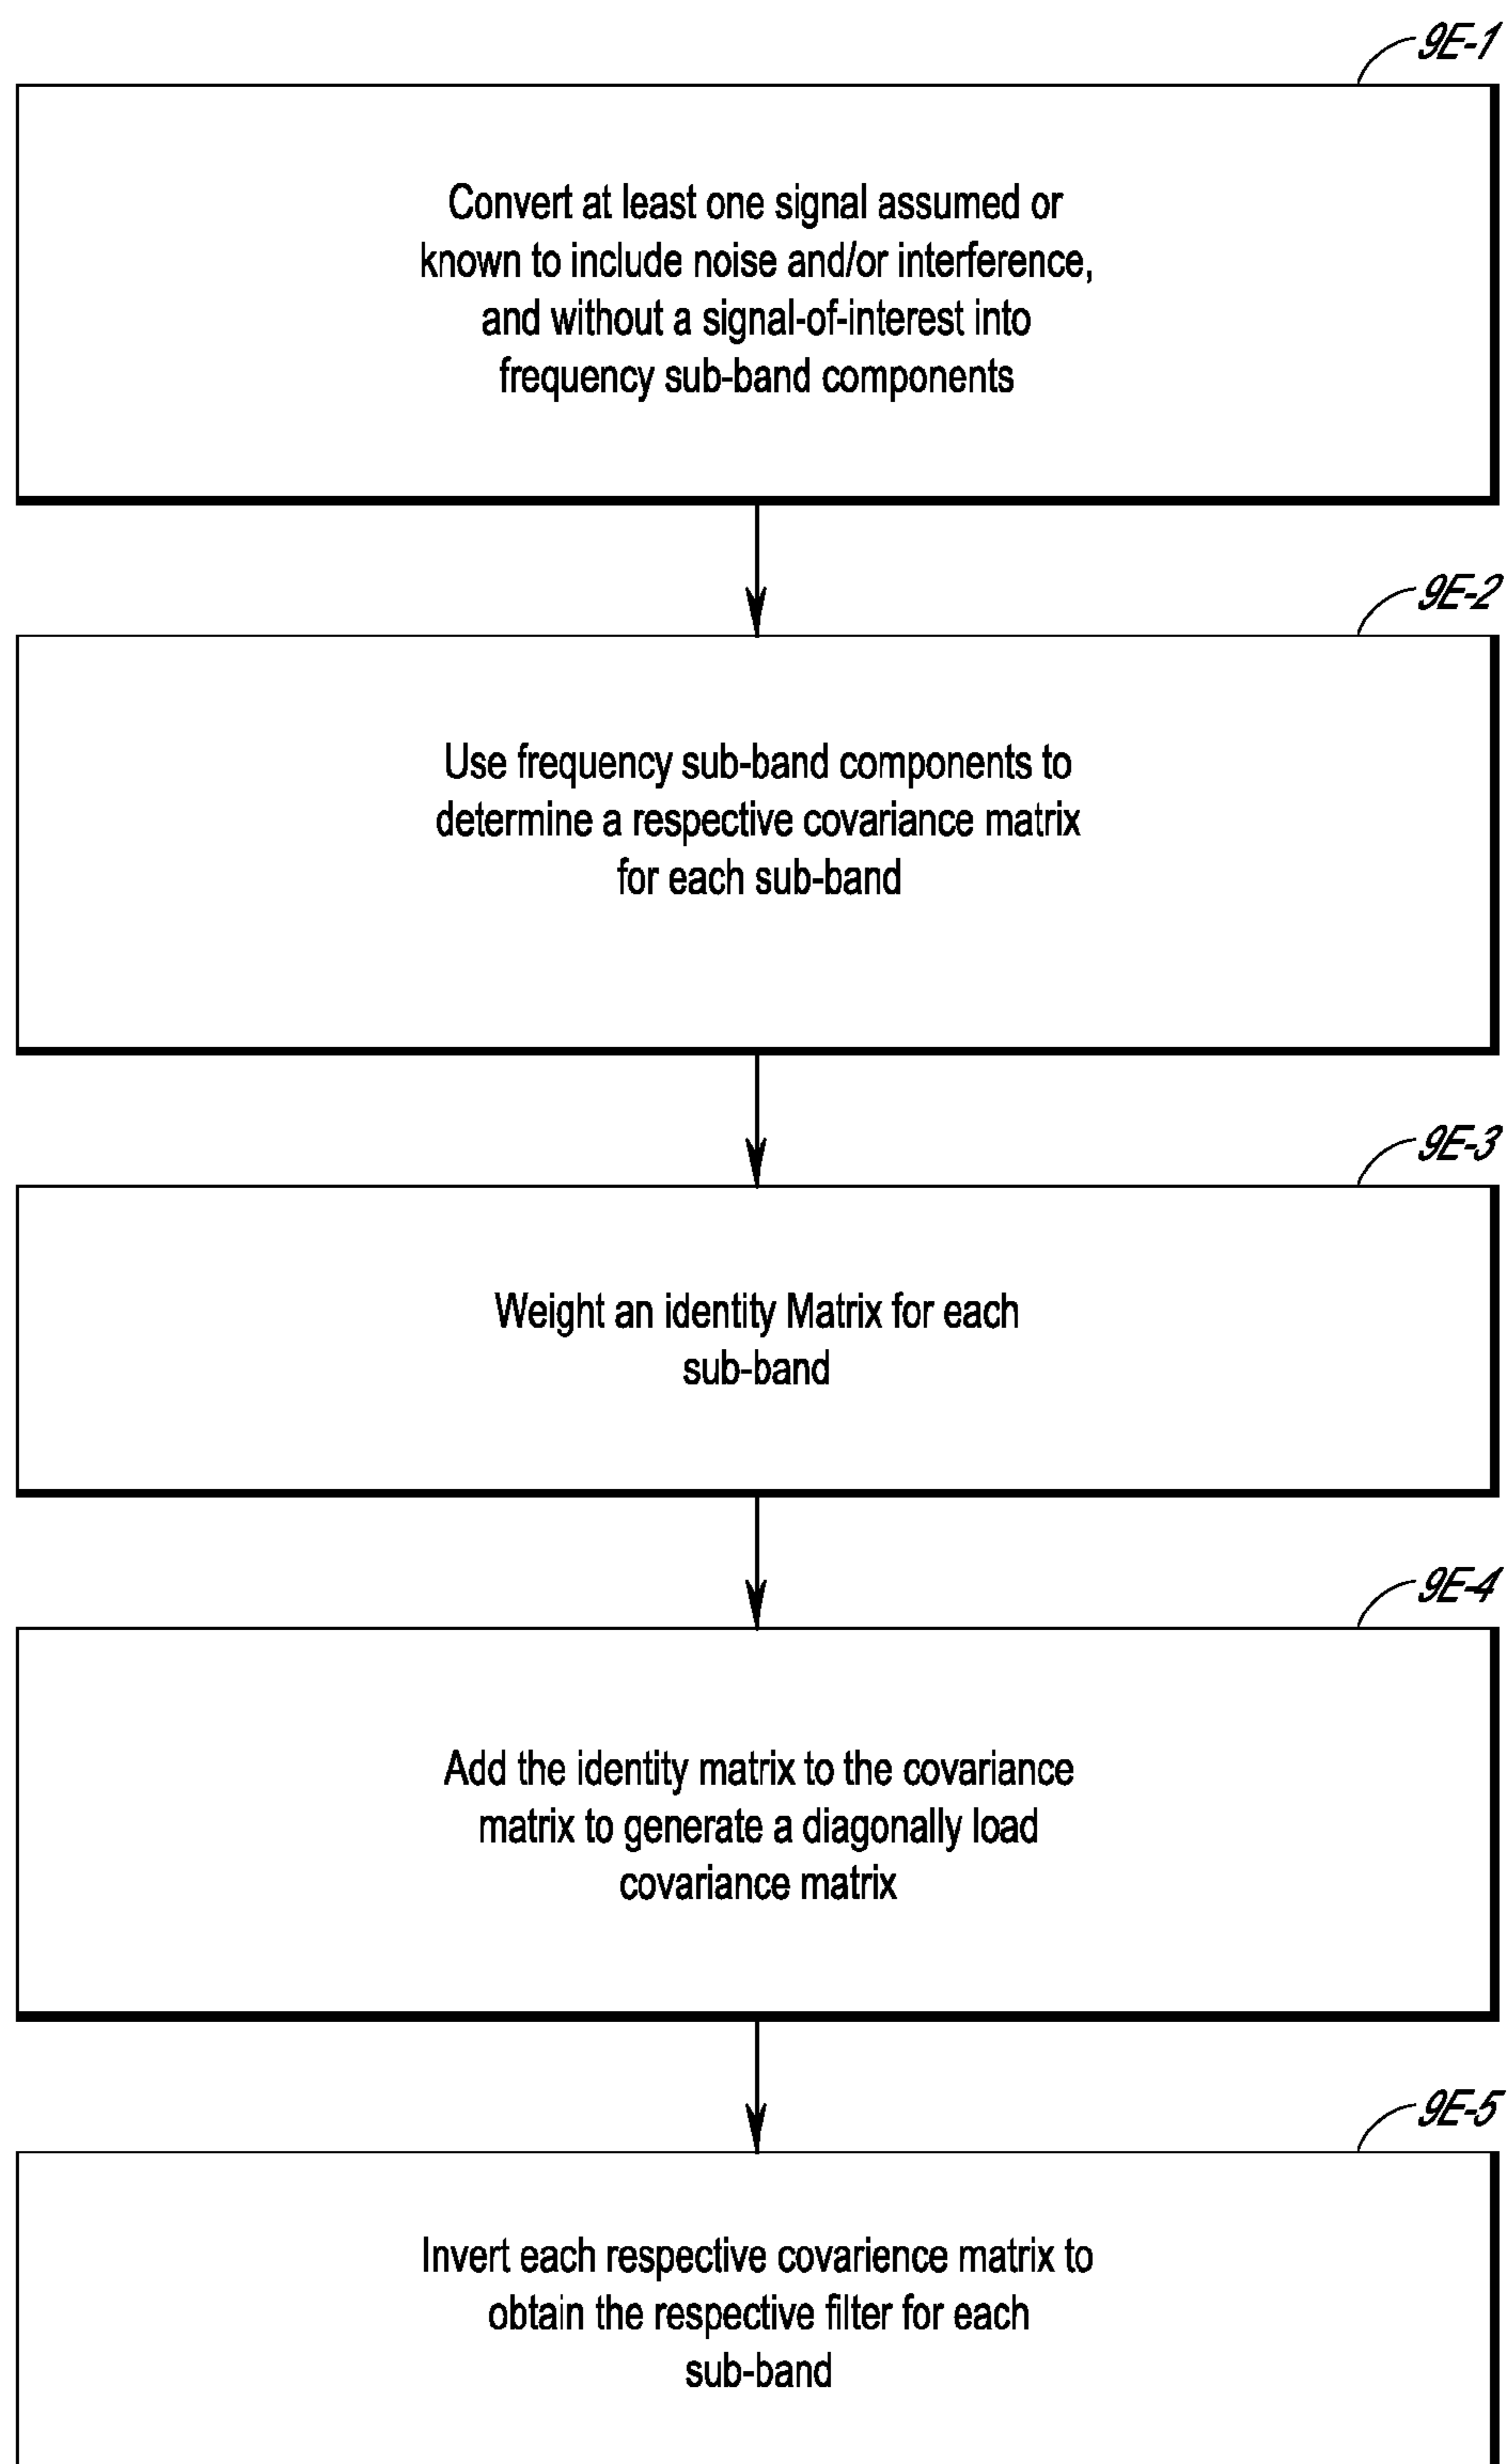 9E-1
Convert at least one signal assumed or
known to include noise and/or interference,
and without a signal-of-interest into
frequency sub-band components
9E-2
Use frequency sub-band components to
determine a respective covariance matrix
for each sub-band
9E-3
Weight an identity Matrix for each
sub-band
9E-4
Add the identity matrix to the covariance
matrix to generate a diagonally load
covariance matrix
9E-5
Invert each respective covarience matrix to
obtain the respective filter for each
sub-band